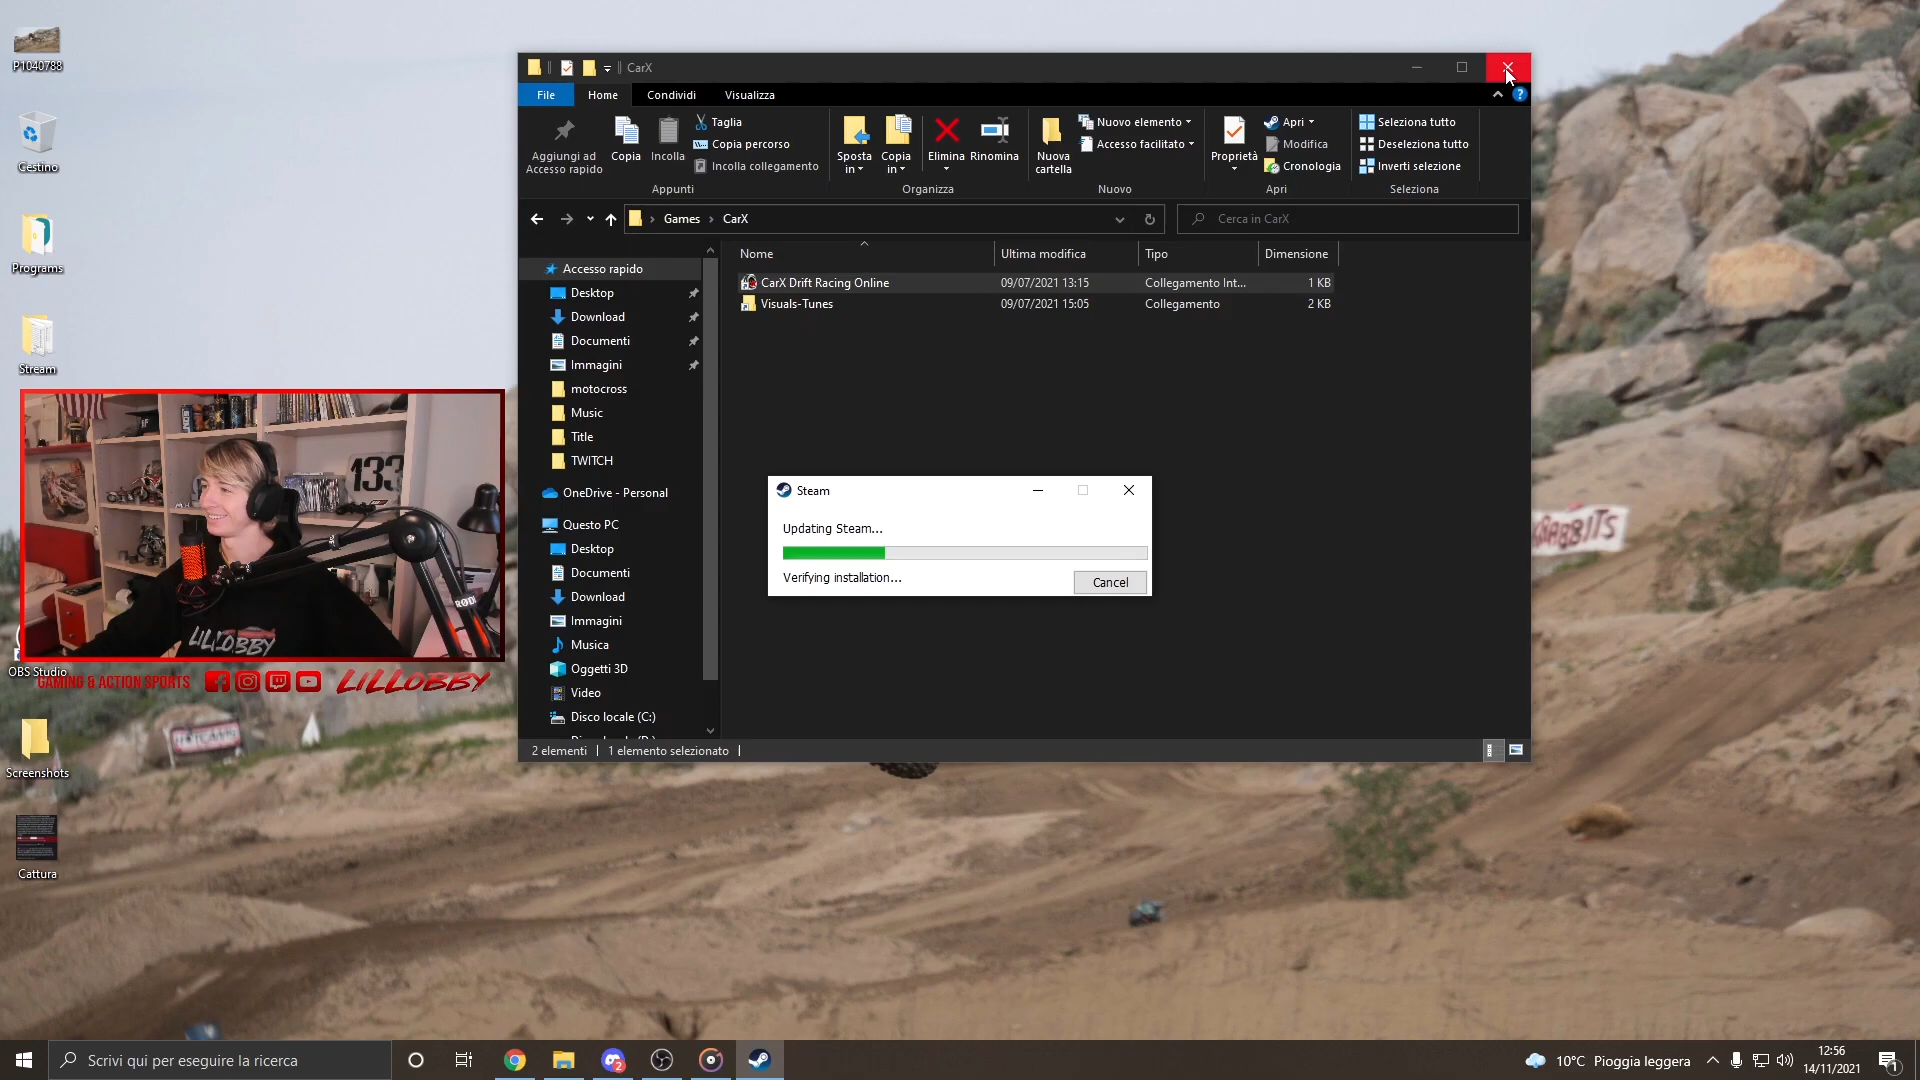 P1040788
Cestino
Programs
Stream
OBS Studio
Screenshots
Cattura
133
RØDE
LILLOBBY
GAMING & ACTION SPORTS
LILLOBBY
CarX
File Home Condividi Visualizza
Aggiungi ad
Accesso rapido
Copia
Incolla
Taglia
Copia percorso
Incolla collegamento
Appunti
Sposta
in
Copia
in
Elimina
Rinomina
Organizza
Nuova
cartella
Nuovo elemento
Accesso facilitato
Nuovo
Proprietà
Apri
Modifica
Cronologia
Apri
Seleziona tutto
Deseleziona tutto
Inverti selezione
Seleziona
Games > CarX
Cerca in CarX
Nome Ultima modifica Tipo Dimensione
CarX Drift Racing Online 09/07/2021 13:15 Collegamento Int... 1 KB
Visuals-Tunes 09/07/2021 15:05 Collegamento 2 KB
Accesso rapido
Desktop
Download
Documenti
Immagini
motocross
Music
Title
TWITCH
OneDrive - Personal
Questo PC
Desktop
Documenti
Download
Immagini
Musica
Oggetti 3D
Video
Disco locale (C:)
2 elementi 1 elemento selezionato
Steam
Updating Steam...
Verifying installation...
Cancel
Scrivi qui per eseguire la ricerca
2
10°C Pioggia leggera
12:56
14/11/2021
1